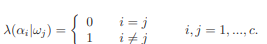 λ(αᵢ|ωⱼ) = { 0 i = j
1 i ≠ j i, j = 1, ..., c.